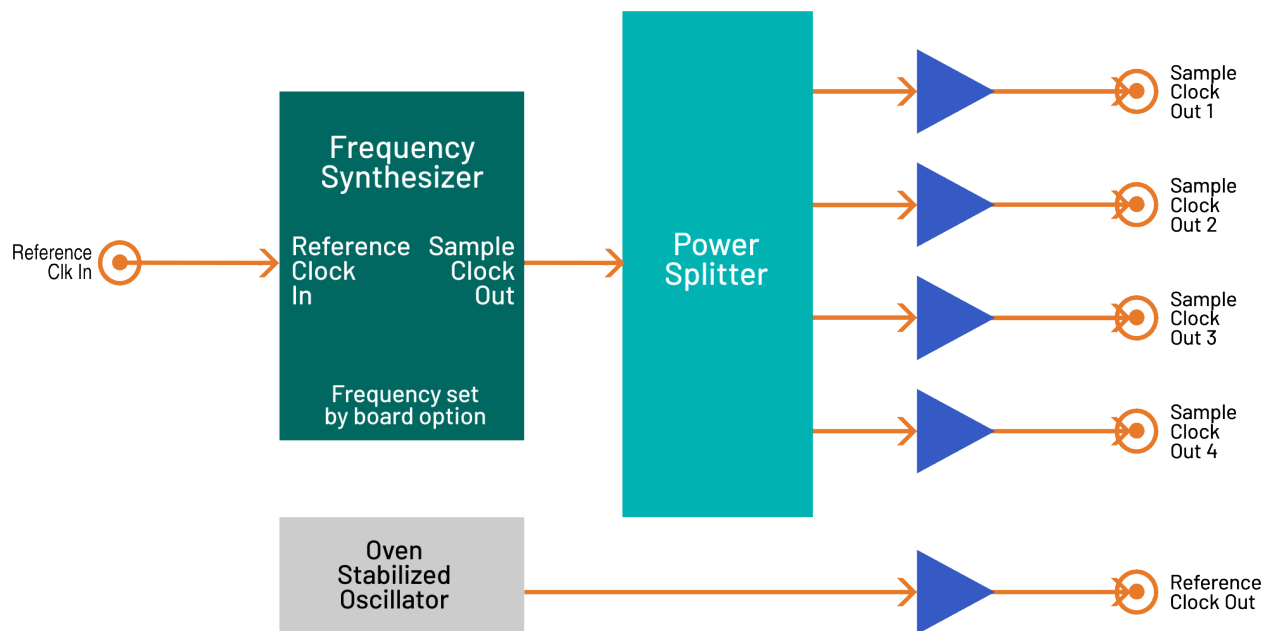 Reference
Clk In
Frequency
Synthesizer
Reference
Clock
In
Sample
Clock
Out
Frequency set
by board option
Power
Splitter
Sample
Clock
Out 1
Sample
Clock
Out 2
Sample
Clock
Out 3
Sample
Clock
Out 4
Oven
Stabilized
Oscillator
Reference
Clock Out